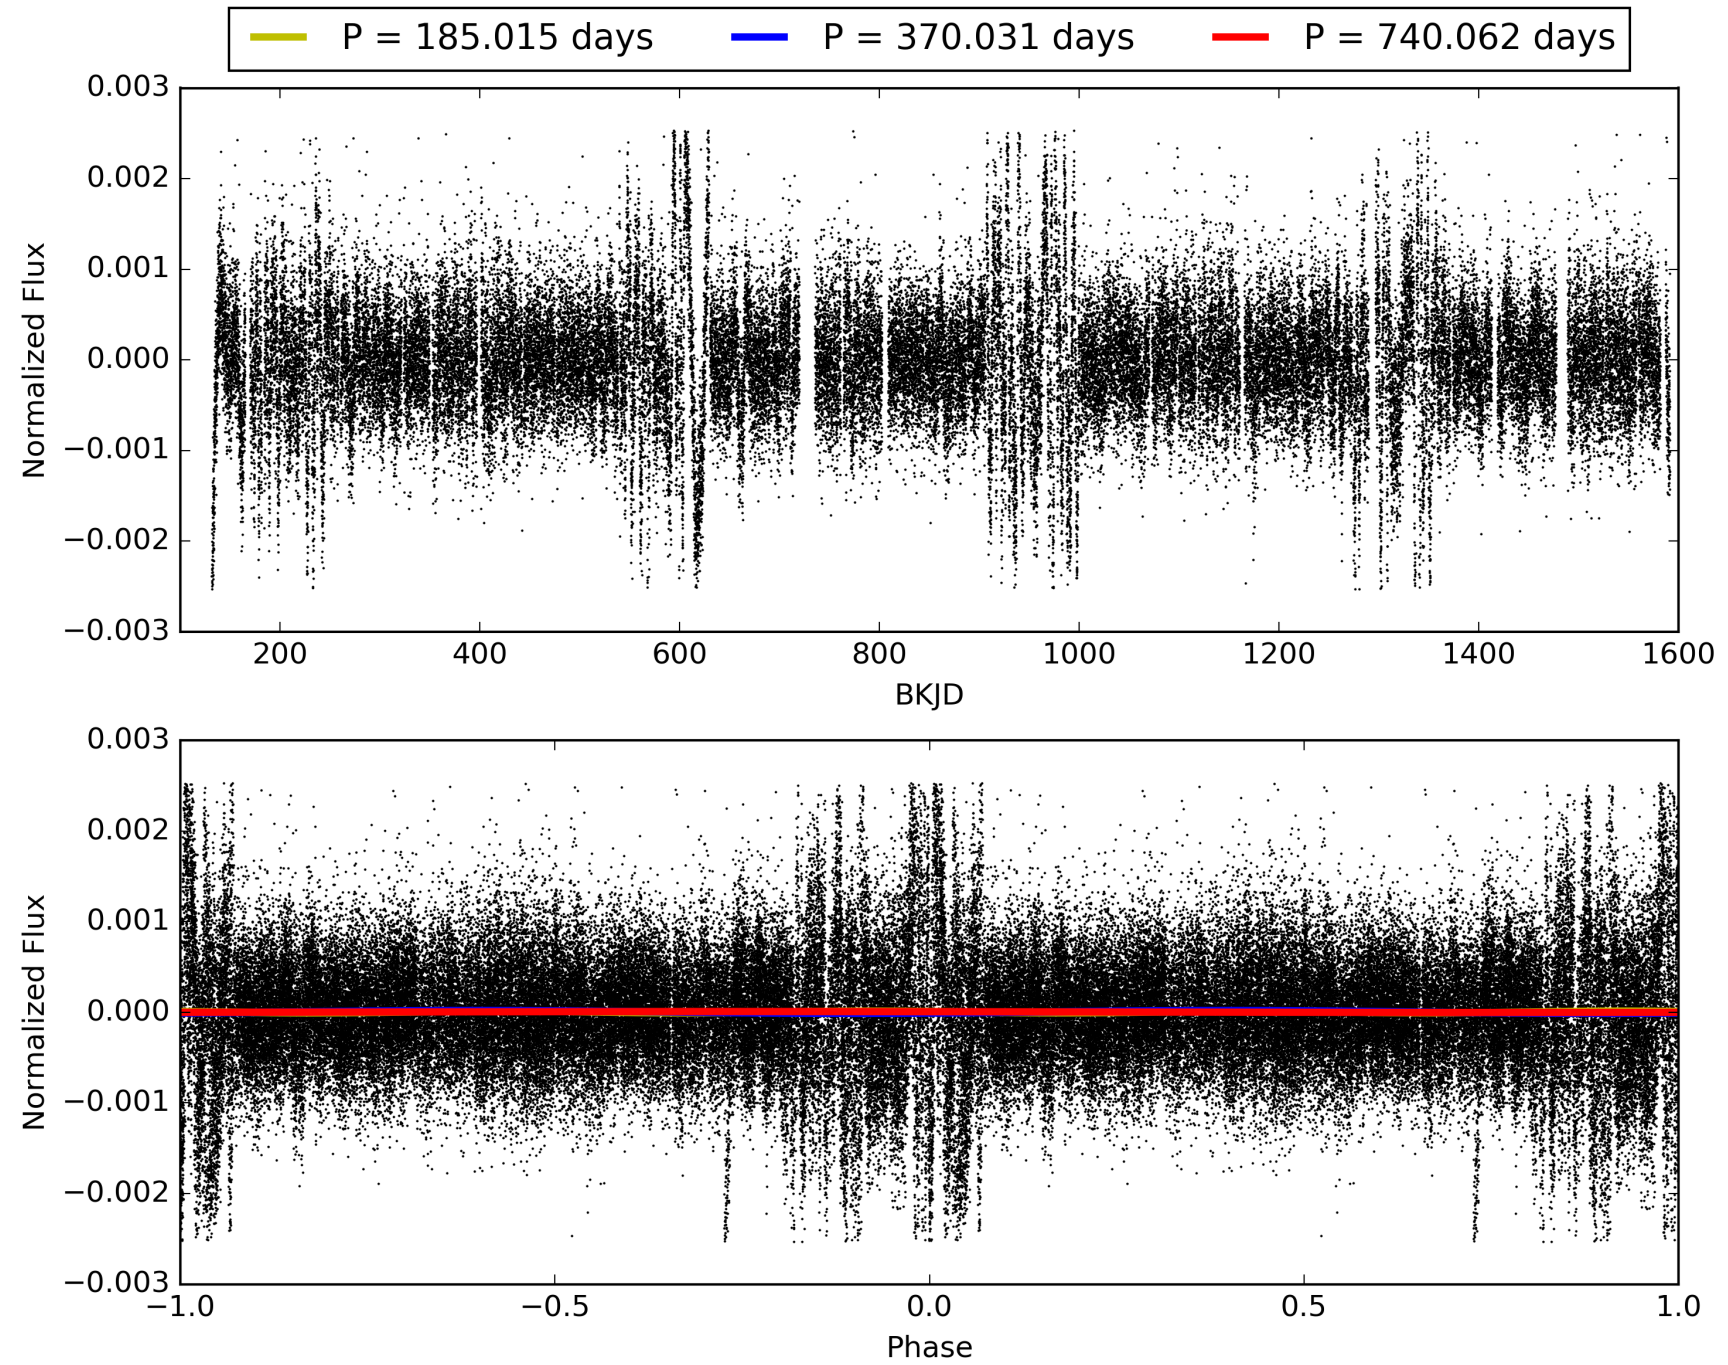 P = 185.015 days P = 370.031 days P = 740.062 days
0.003
0.002
0.001
0.000
−0.001
−0.002
−0.003
Normalized Flux
200 400 600 800 1000 1200 1400 1600
BKJD
0.003
0.002
0.001
0.000
−0.001
−0.002
−0.003
Normalized Flux
−1.0 −0.5 0.0 0.5 1.0
Phase